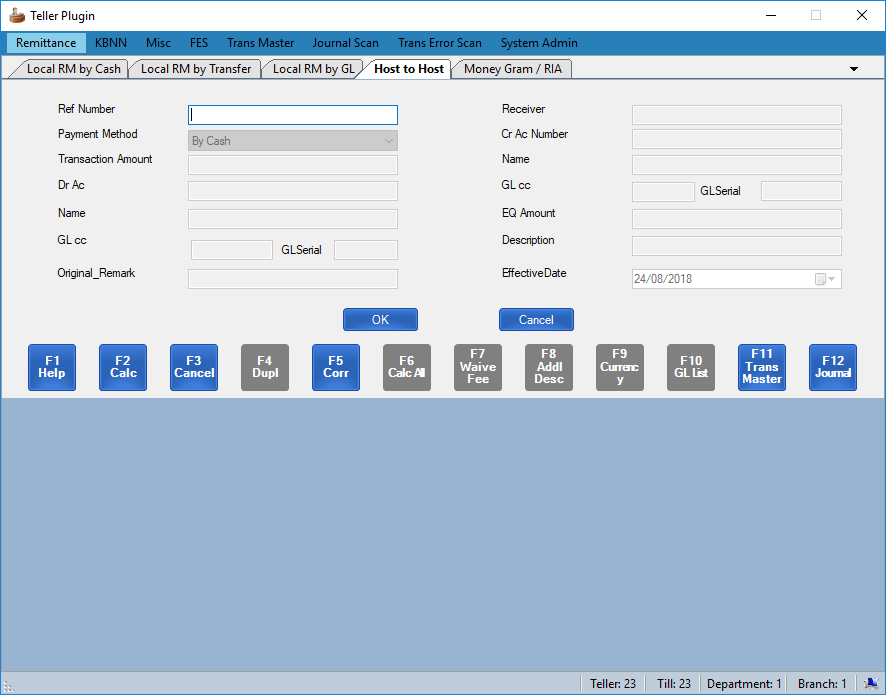 Teller Plugin
Remittance KBNN Misc FES Trans Master Journal Scan Trans Error Scan System Admin
Local RM by Cash Local RM by Transfer Local RM by GL Host to Host Money Gram / RIA
Ref Number Receiver
Payment Method By Cash Cr Ac Number
Transaction Amount Name
Dr Ac GL cc GLSerial
Name EQ Amount
GL cc GLSerial Description
Original_Remark EffectiveDate 24/08/2018
OK Cancel
F1 Help
F2 Calc
F3 Cancel
F4 Dupl
F5 Corr
F6 Calc All
F7 Waive Fee
F8 Addl Desc
F9 Currency
F10 GL List
F11 Trans Master
F12 Journal
Teller: 23 Till: 23 Department: 1 Branch: 1